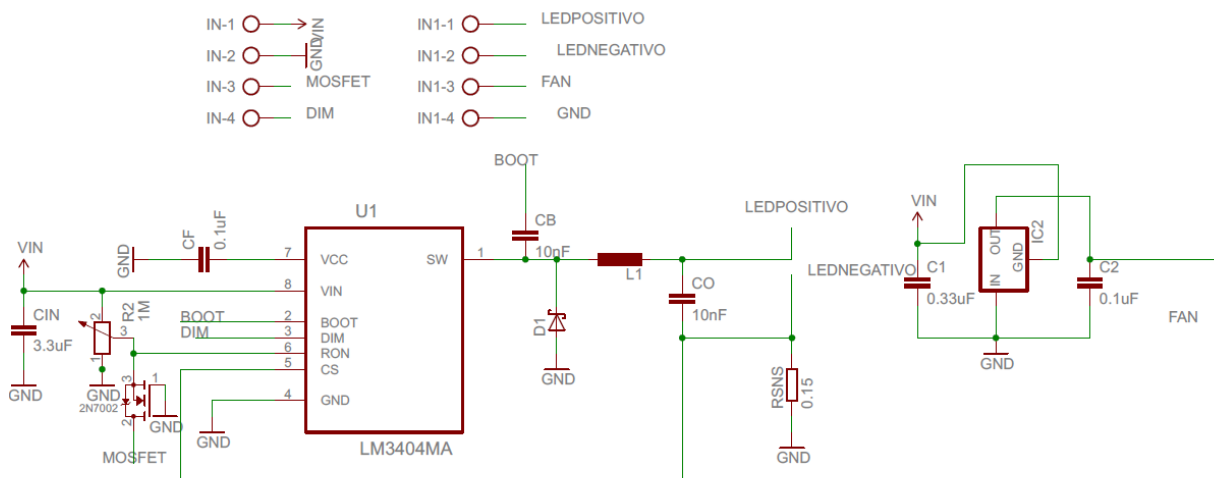 IN-1 VIN
IN-2 GND
IN-3 MOSFET
IN-4 DIM
IN1-1 LEDPOSITIVO
IN1-2 LEDNEGATIVO
IN1-3 FAN
IN1-4 GND
BOOT
U1
CB
10nF
CF
0.1uF
GND
VIN
7 VCC
8 VIN
2 BOOT
3 DIM
6 RON
5 CS
4 GND
SW 1
LM3404MA
BOOT
DIM
CIN
3.3uF
GND
R2
1M
2
3
1
GND
3
1
2
2N7002
GND
MOSFET
GND
L1
D1
GND
CO
10nF
LEDPOSITIVO
LEDNEGATIVO
RSNS
0.15
GND
VIN
C1
0.33uF
OUT
GND
IN
IC2
C2
0.1uF
GND
FAN